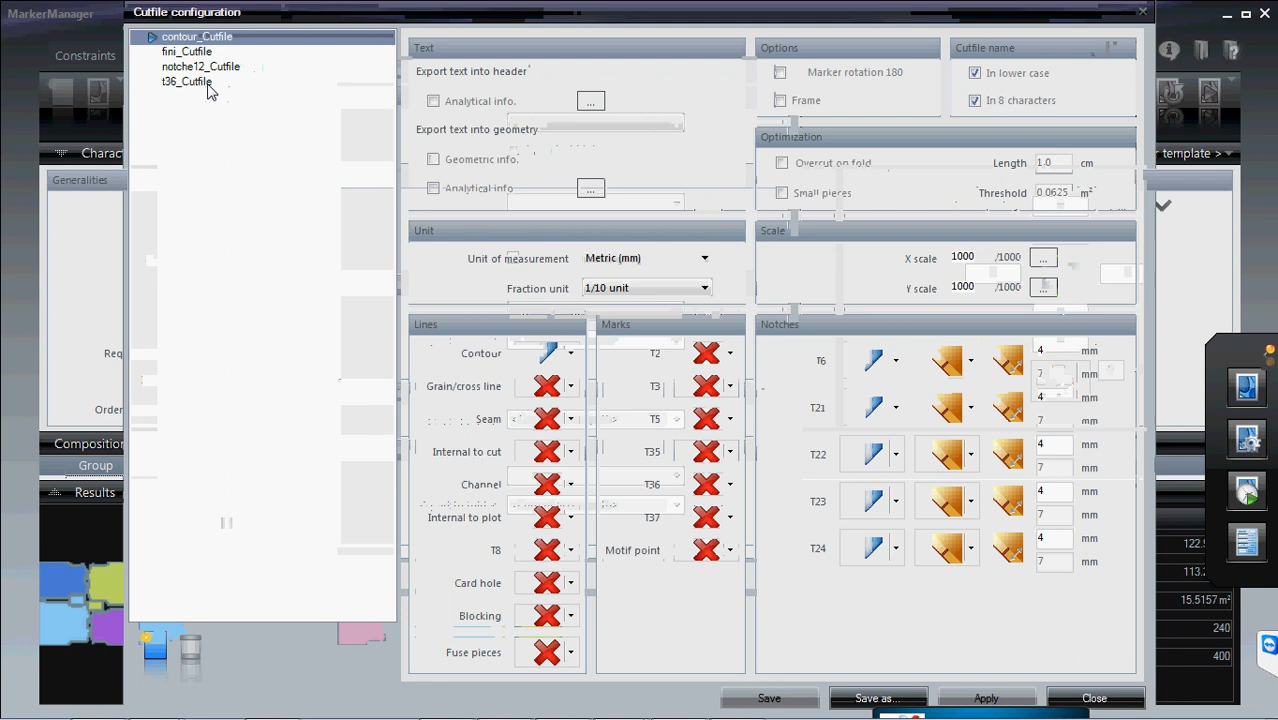 MarkerManager
Cutfile configuration
Constraints
contour_Cutfile
fini_Cutfile
notche12_Cutfile
t36_Cutfile
Text
Export text into header
Analytical info.
...
Export text into geometry
Geometric info.
Analytical info
...
Options
Marker rotation 180
Frame
Cutfile name
In lower case
In 8 characters
Optimization
Overcut on fold
Length 1.0 cm
Small pieces
Threshold 0.0625 m²
Unit
Unit of measurement Metric (mm)
Fraction unit 1/10 unit
Scale
X scale 1000 /1000 ...
Y scale 1000 /1000 ...
Lines
Contour
Grain/cross line
Seam
Internal to cut
Channel
Internal to plot
T8
Card hole
Blocking
Fuse pieces
Marks
T2
T3
T5
T35
T36
T37
Motif point
Notches
T6 4 mm
7 mm
T21 4 mm
7 mm
T22 4 mm
7 mm
T23 4 mm
7 mm
T24 4 mm
7 mm
Save
Save as...
Apply
Close
Charac
er template >
Generalities
Req
Order
Composition
Group
Results
122.
113.
15.5157 m²
240
400